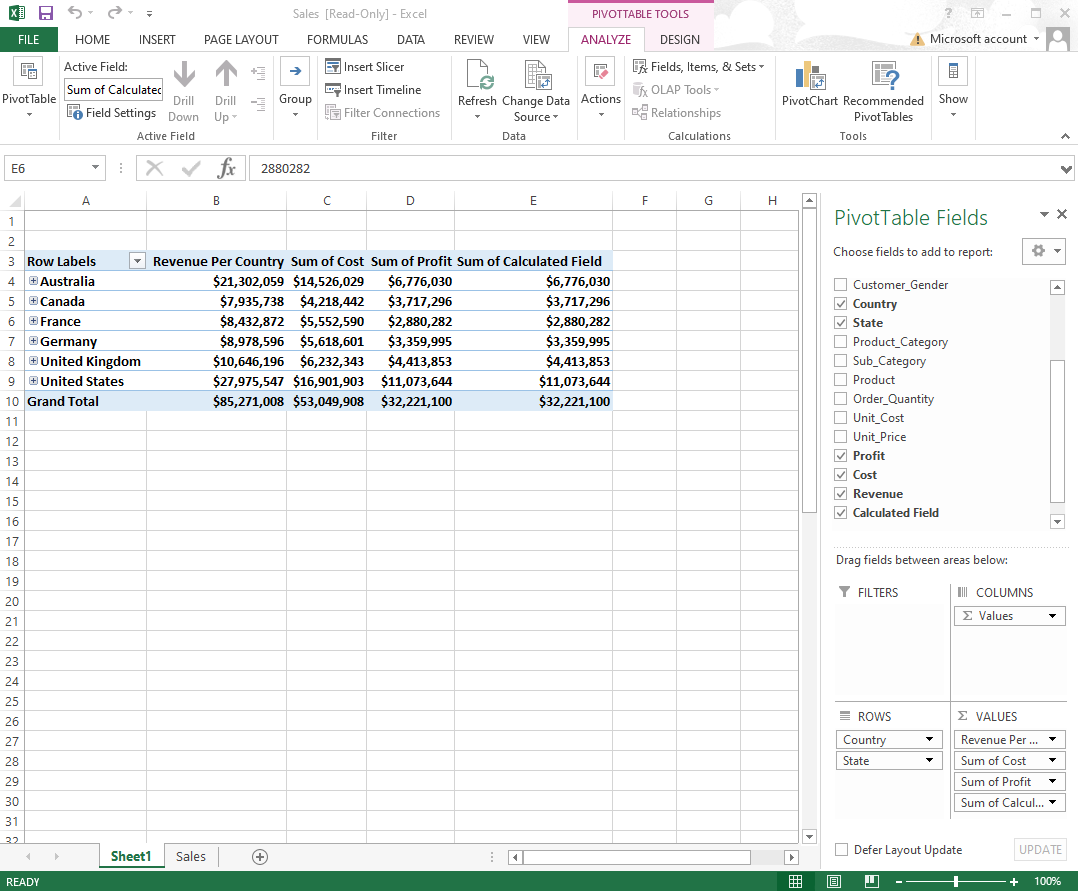 Sales [Read-Only] - Excel
PIVOTTABLE TOOLS
?
FILE HOME INSERT PAGE LAYOUT FORMULAS DATA REVIEW VIEW ANALYZE DESIGN Microsoft account
PivotTable
Active Field:
Sum of Calculated
Field Settings
Drill Down
Drill Up
Active Field
Group
Insert Slicer
Insert Timeline
Filter Connections
Filter
Refresh
Change Data Source
Data
Actions
Fields, Items, & Sets
OLAP Tools
Relationships
Calculations
PivotChart
Recommended PivotTables
Tools
Show
E6 fx 2880282
A B C D E F G H
1
2
3 Row Labels Revenue Per Country Sum of Cost Sum of Profit Sum of Calculated Field
4 Australia $21,302,059 $14,526,029 $6,776,030 $6,776,030
5 Canada $7,935,738 $4,218,442 $3,717,296 $3,717,296
6 France $8,432,872 $5,552,590 $2,880,282 $2,880,282
7 Germany $8,978,596 $5,618,601 $3,359,995 $3,359,995
8 United Kingdom $10,646,196 $6,232,343 $4,413,853 $4,413,853
9 United States $27,975,547 $16,901,903 $11,073,644 $11,073,644
10 Grand Total $85,271,008 $53,049,908 $32,221,100 $32,221,100
11
12
13
14
15
16
17
18
19
20
21
22
23
24
25
26
27
28
29
30
31
32
PivotTable Fields
Choose fields to add to report:
Customer_Gender
Country
State
Product_Category
Sub_Category
Product
Order_Quantity
Unit_Cost
Unit_Price
Profit
Cost
Revenue
Calculated Field
Drag fields between areas below:
FILTERS
COLUMNS
Σ Values
ROWS
Country
State
Σ VALUES
Revenue Per ...
Sum of Cost
Sum of Profit
Sum of Calcul...
Defer Layout Update UPDATE
Sheet1 Sales
READY 100%